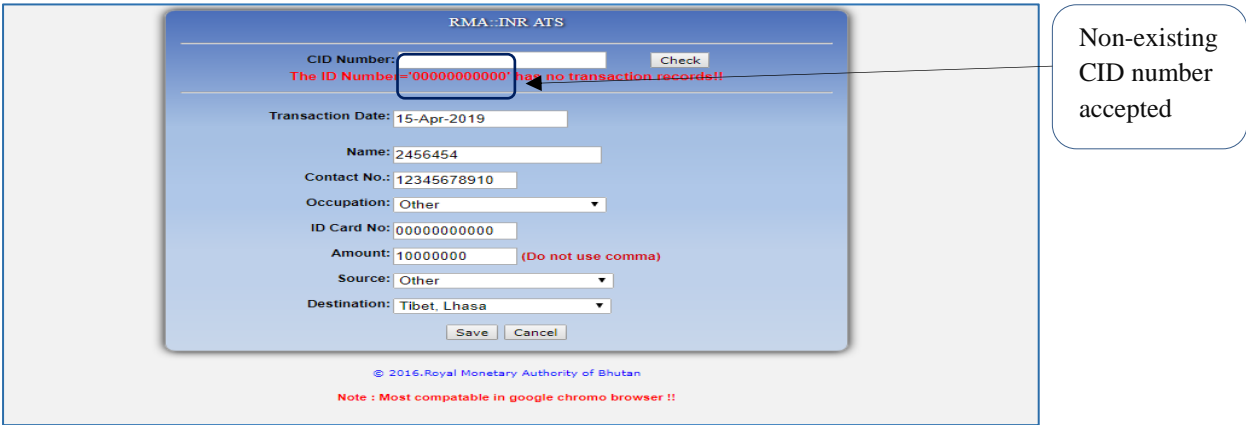 RMA::INR ATS
CID Number:
Check
The ID Number='00000000000' has no transaction records!!
Transaction Date: 15-Apr-2019
Name: 2456454
Contact No.: 12345678910
Occupation: Other
ID Card No: 00000000000
Amount: 10000000 (Do not use comma)
Source: Other
Destination: Tibet, Lhasa
Save Cancel
© 2016.Royal Monetary Authority of Bhutan
Note : Most compatable in google chromo browser !!
Non-existing
CID number
accepted